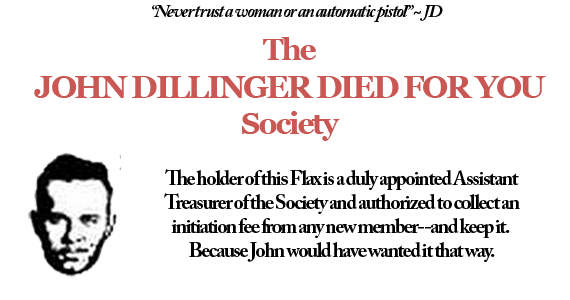 “Never trust a woman or an automatic pistol” ~ JD
The
JOHN DILLINGER DIED FOR YOU
Society
The holder of this Flax is a duly appointed Assistant
Treasurer of the Society and authorized to collect an
initiation fee from any new member--and keep it.
Because John would have wanted it that way.